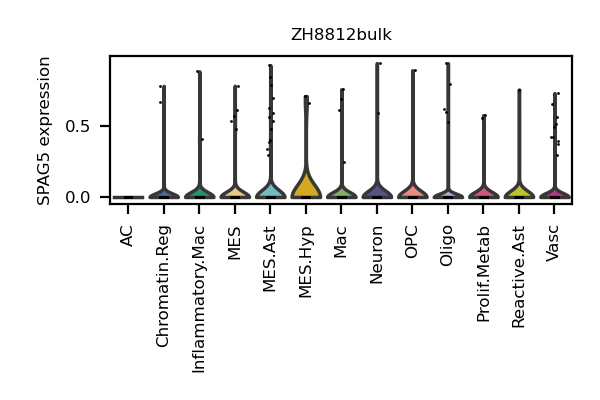 ZH8812bulk
SPAG5 expression
0.5
0.0
AC
Chromatin.Reg
Inflammatory.Mac
MES
MES.Ast
MES.Hyp
Mac
Neuron
OPC
Oligo
Prolif.Metab
Reactive.Ast
Vasc